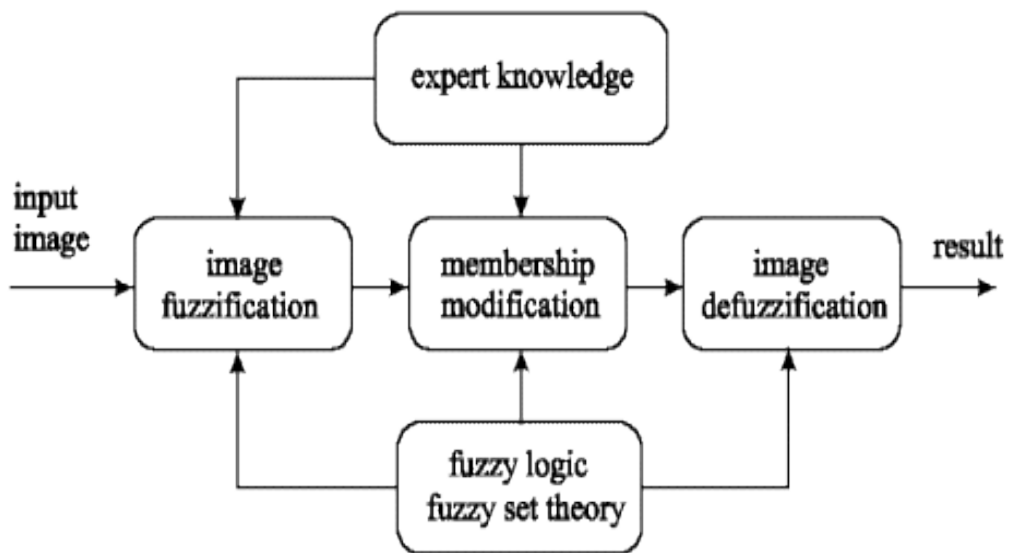 expert knowledge
input
image
image
fuzzification
membership
modification
image
defuzzification
result
fuzzy logic
fuzzy set theory